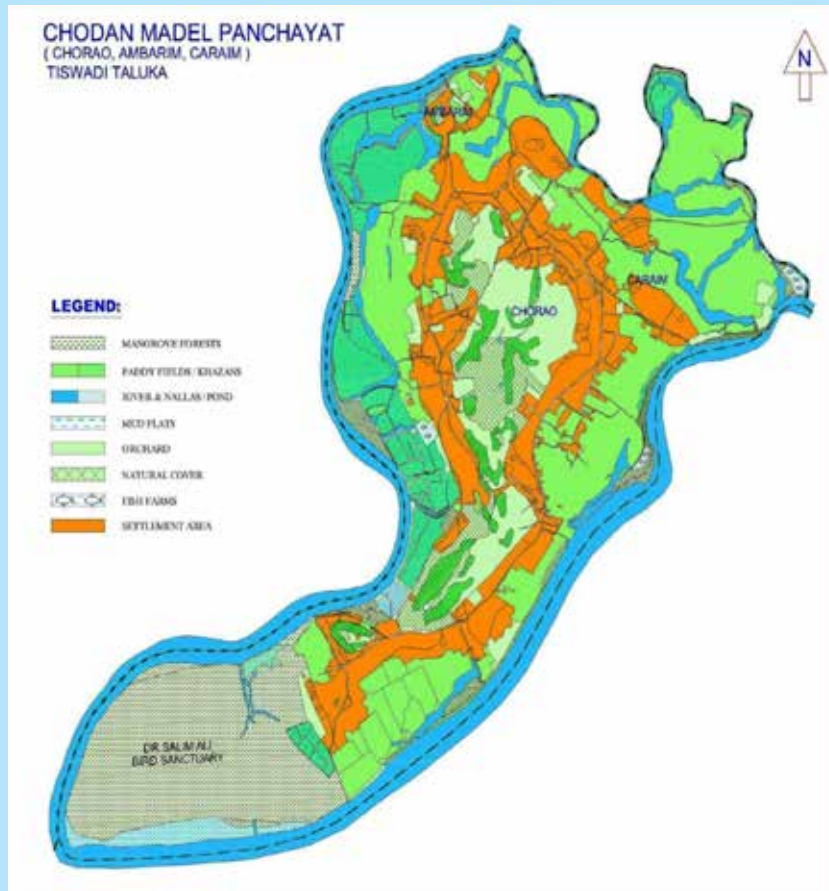 CHODAN MADEL PANCHAYAT
( CHORAO, AMBARIM, CARAIM )
TISWADI TALUKA
N
AMBARIM
CARAIM
CHORAO
LEGEND:
MANGROVE FORESTS
PADDY FIELDS / KHAZANS
RIVER & NALLAS / POND
MUD FLATS
ORCHARD
NATURAL COVER
FISH FARMS
SETTLEMENT AREA
DR SALIM ALI
BIRD SANCTUARY